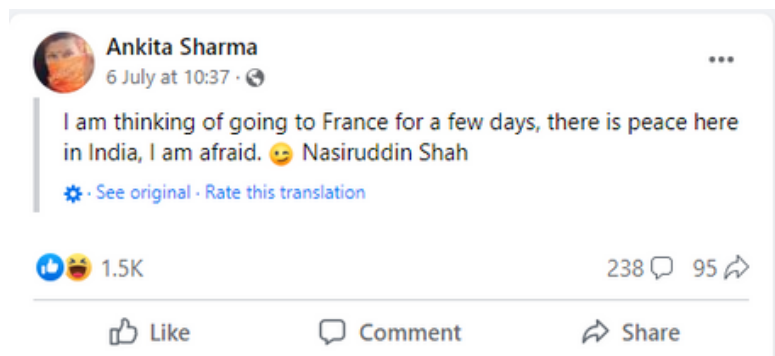 Ankita Sharma
6 July at 10:37 ·
I am thinking of going to France for a few days, there is peace here
in India, I am afraid. 😜 Nasiruddin Shah
· See original · Rate this translation
1.5K
238 95
Like Comment Share